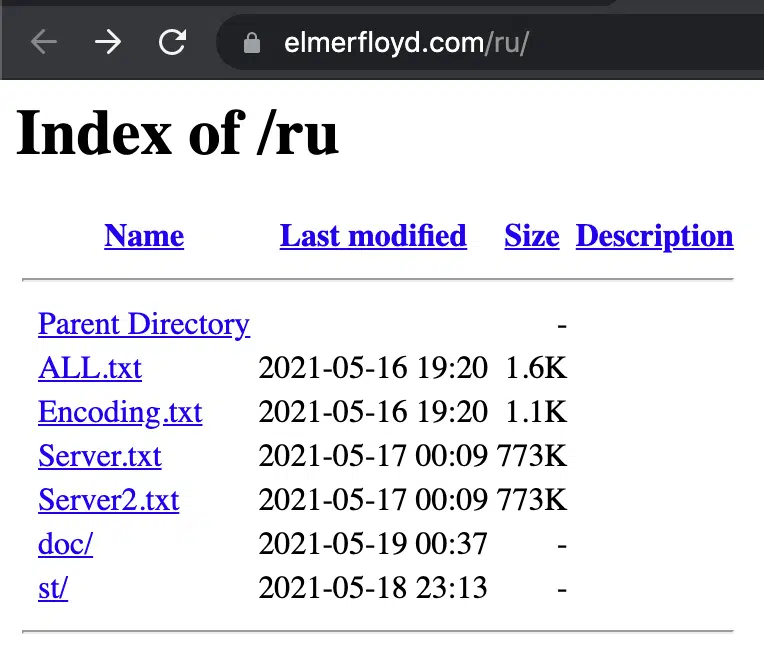 elmerfloyd.com/ru/
Index of /ru
Name Last modified Size Description
Parent Directory -
ALL.txt 2021-05-16 19:20 1.6K
Encoding.txt 2021-05-16 19:20 1.1K
Server.txt 2021-05-17 00:09 773K
Server2.txt 2021-05-17 00:09 773K
doc/ 2021-05-19 00:37 -
st/ 2021-05-18 23:13 -